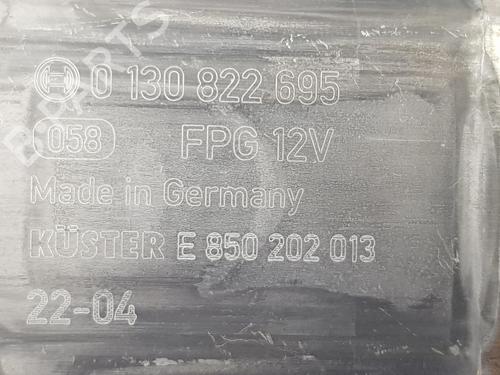 0 130 822 695
058 FPG 12V
Made in Germany
KÜSTER E 850 202 013
22-04